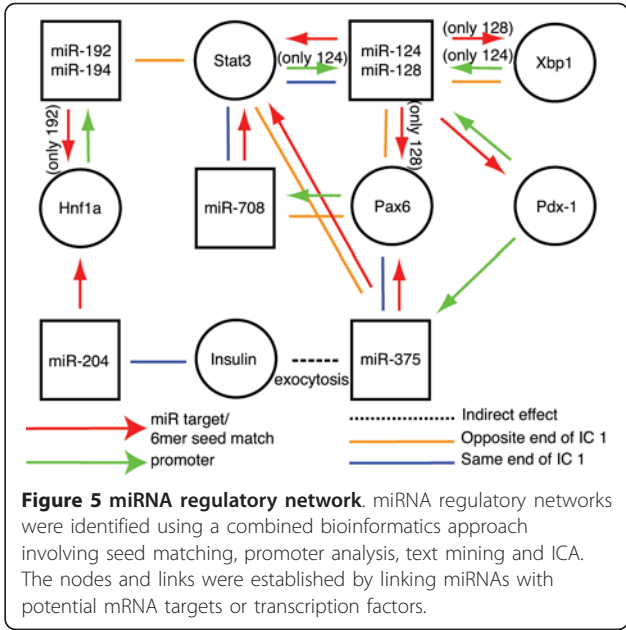 miR-192
miR-194
Stat3
(only 124)
miR-124
miR-128
(only 128)
(only 124)
Xbp1
(only 192)
(only 128)
Hnf1a
miR-708
Pax6
Pdx-1
miR-204
Insulin
exocytosis
miR-375
miR target/
6mer seed match
promoter
Indirect effect
Opposite end of IC 1
Same end of IC 1
Figure 5 miRNA regulatory network. miRNA regulatory networks
were identified using a combined bioinformatics approach
involving seed matching, promoter analysis, text mining and ICA.
The nodes and links were established by linking miRNAs with
potential mRNA targets or transcription factors.